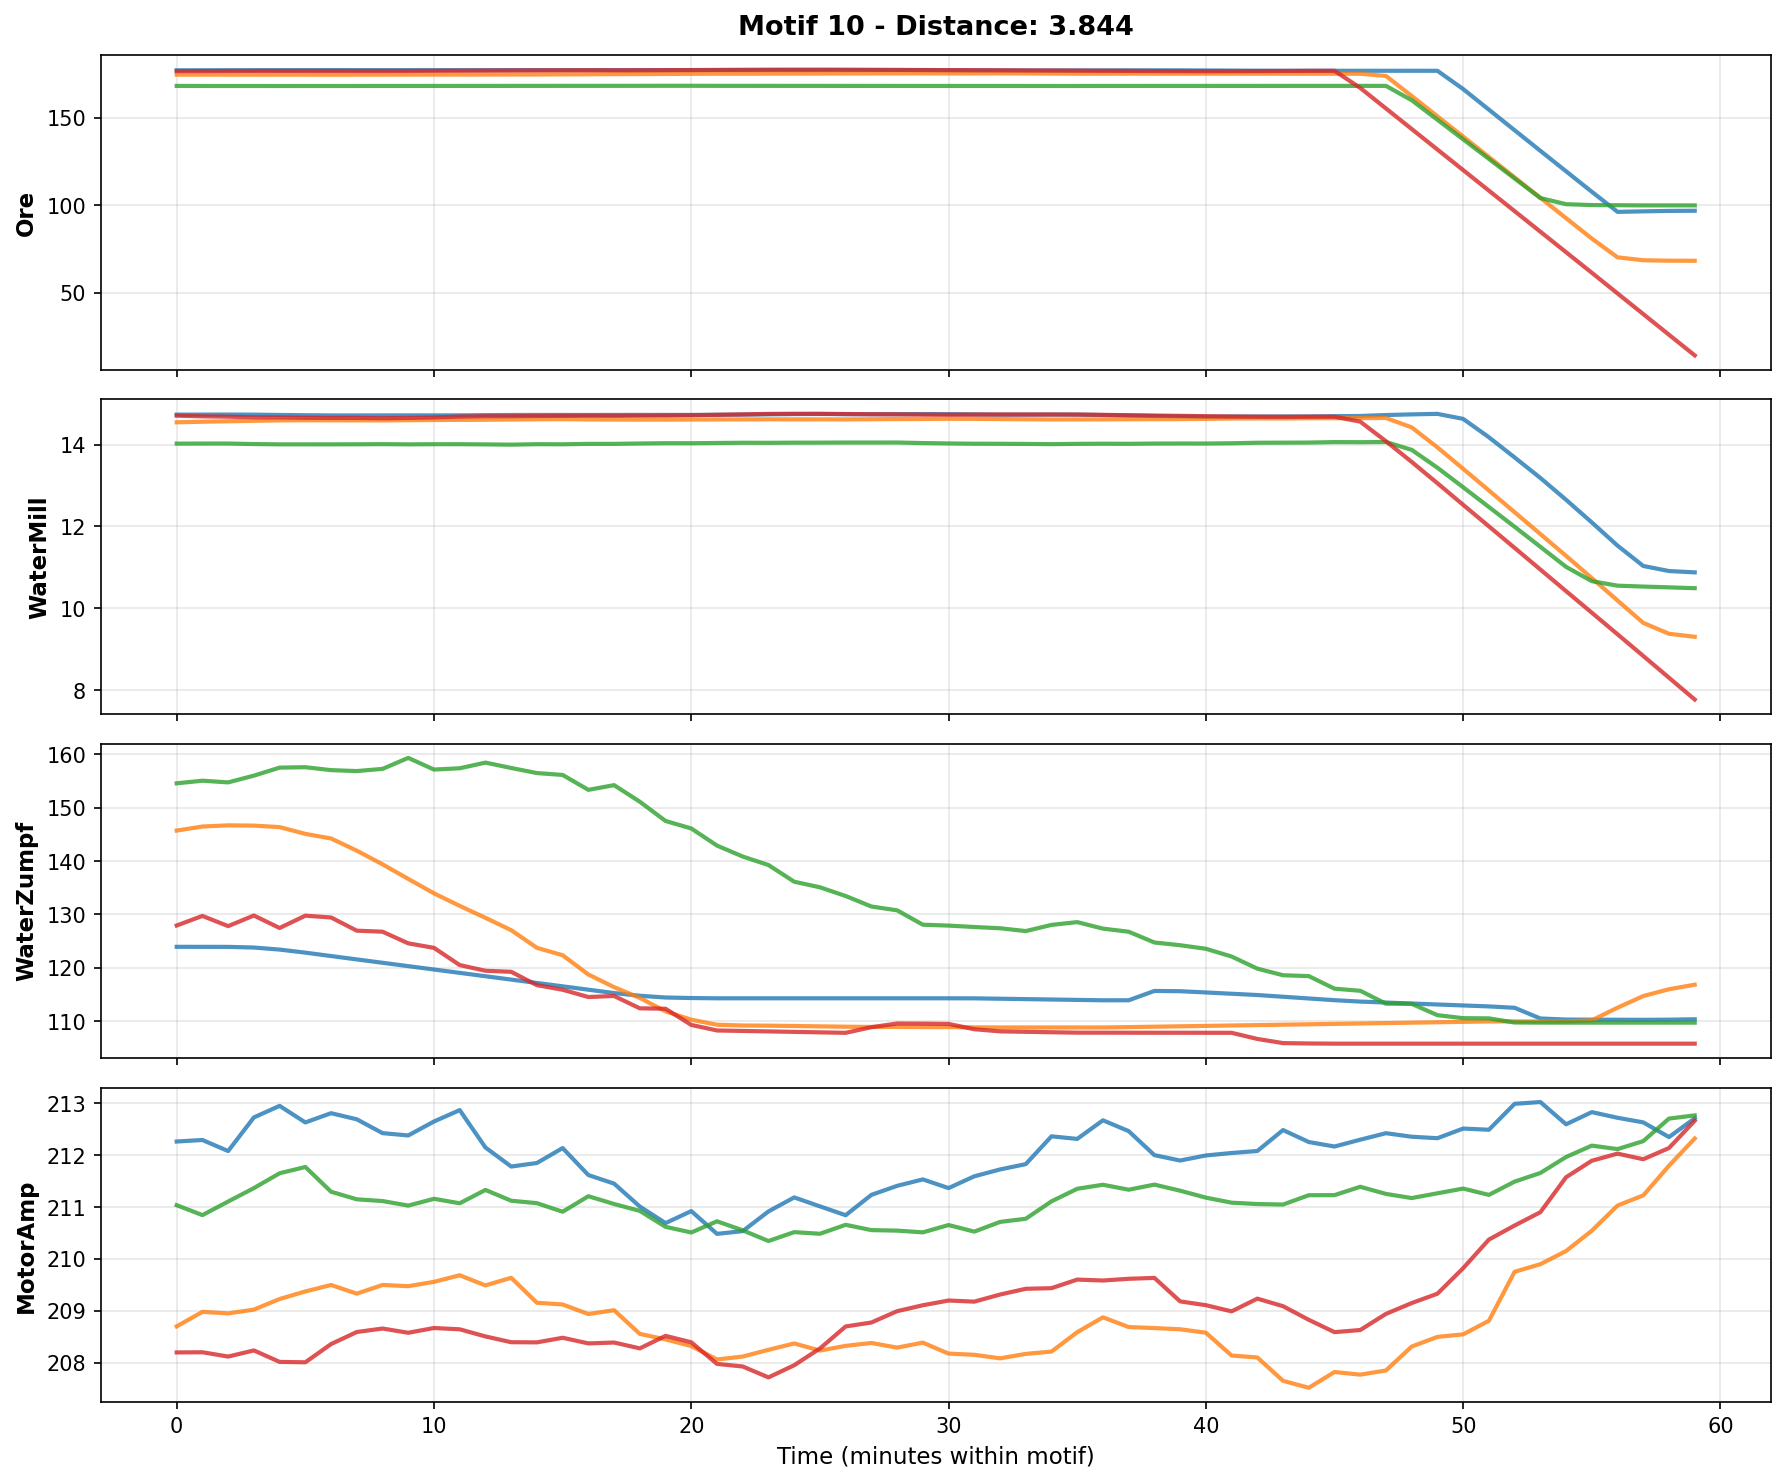 Motif 10 - Distance: 3.844
Ore
150
100
50
WaterMill
14
12
10
8
WaterZumpf
160
150
140
130
120
110
MotorAmp
213
212
211
210
209
208
0 10 20 30 40 50 60
Time (minutes within motif)